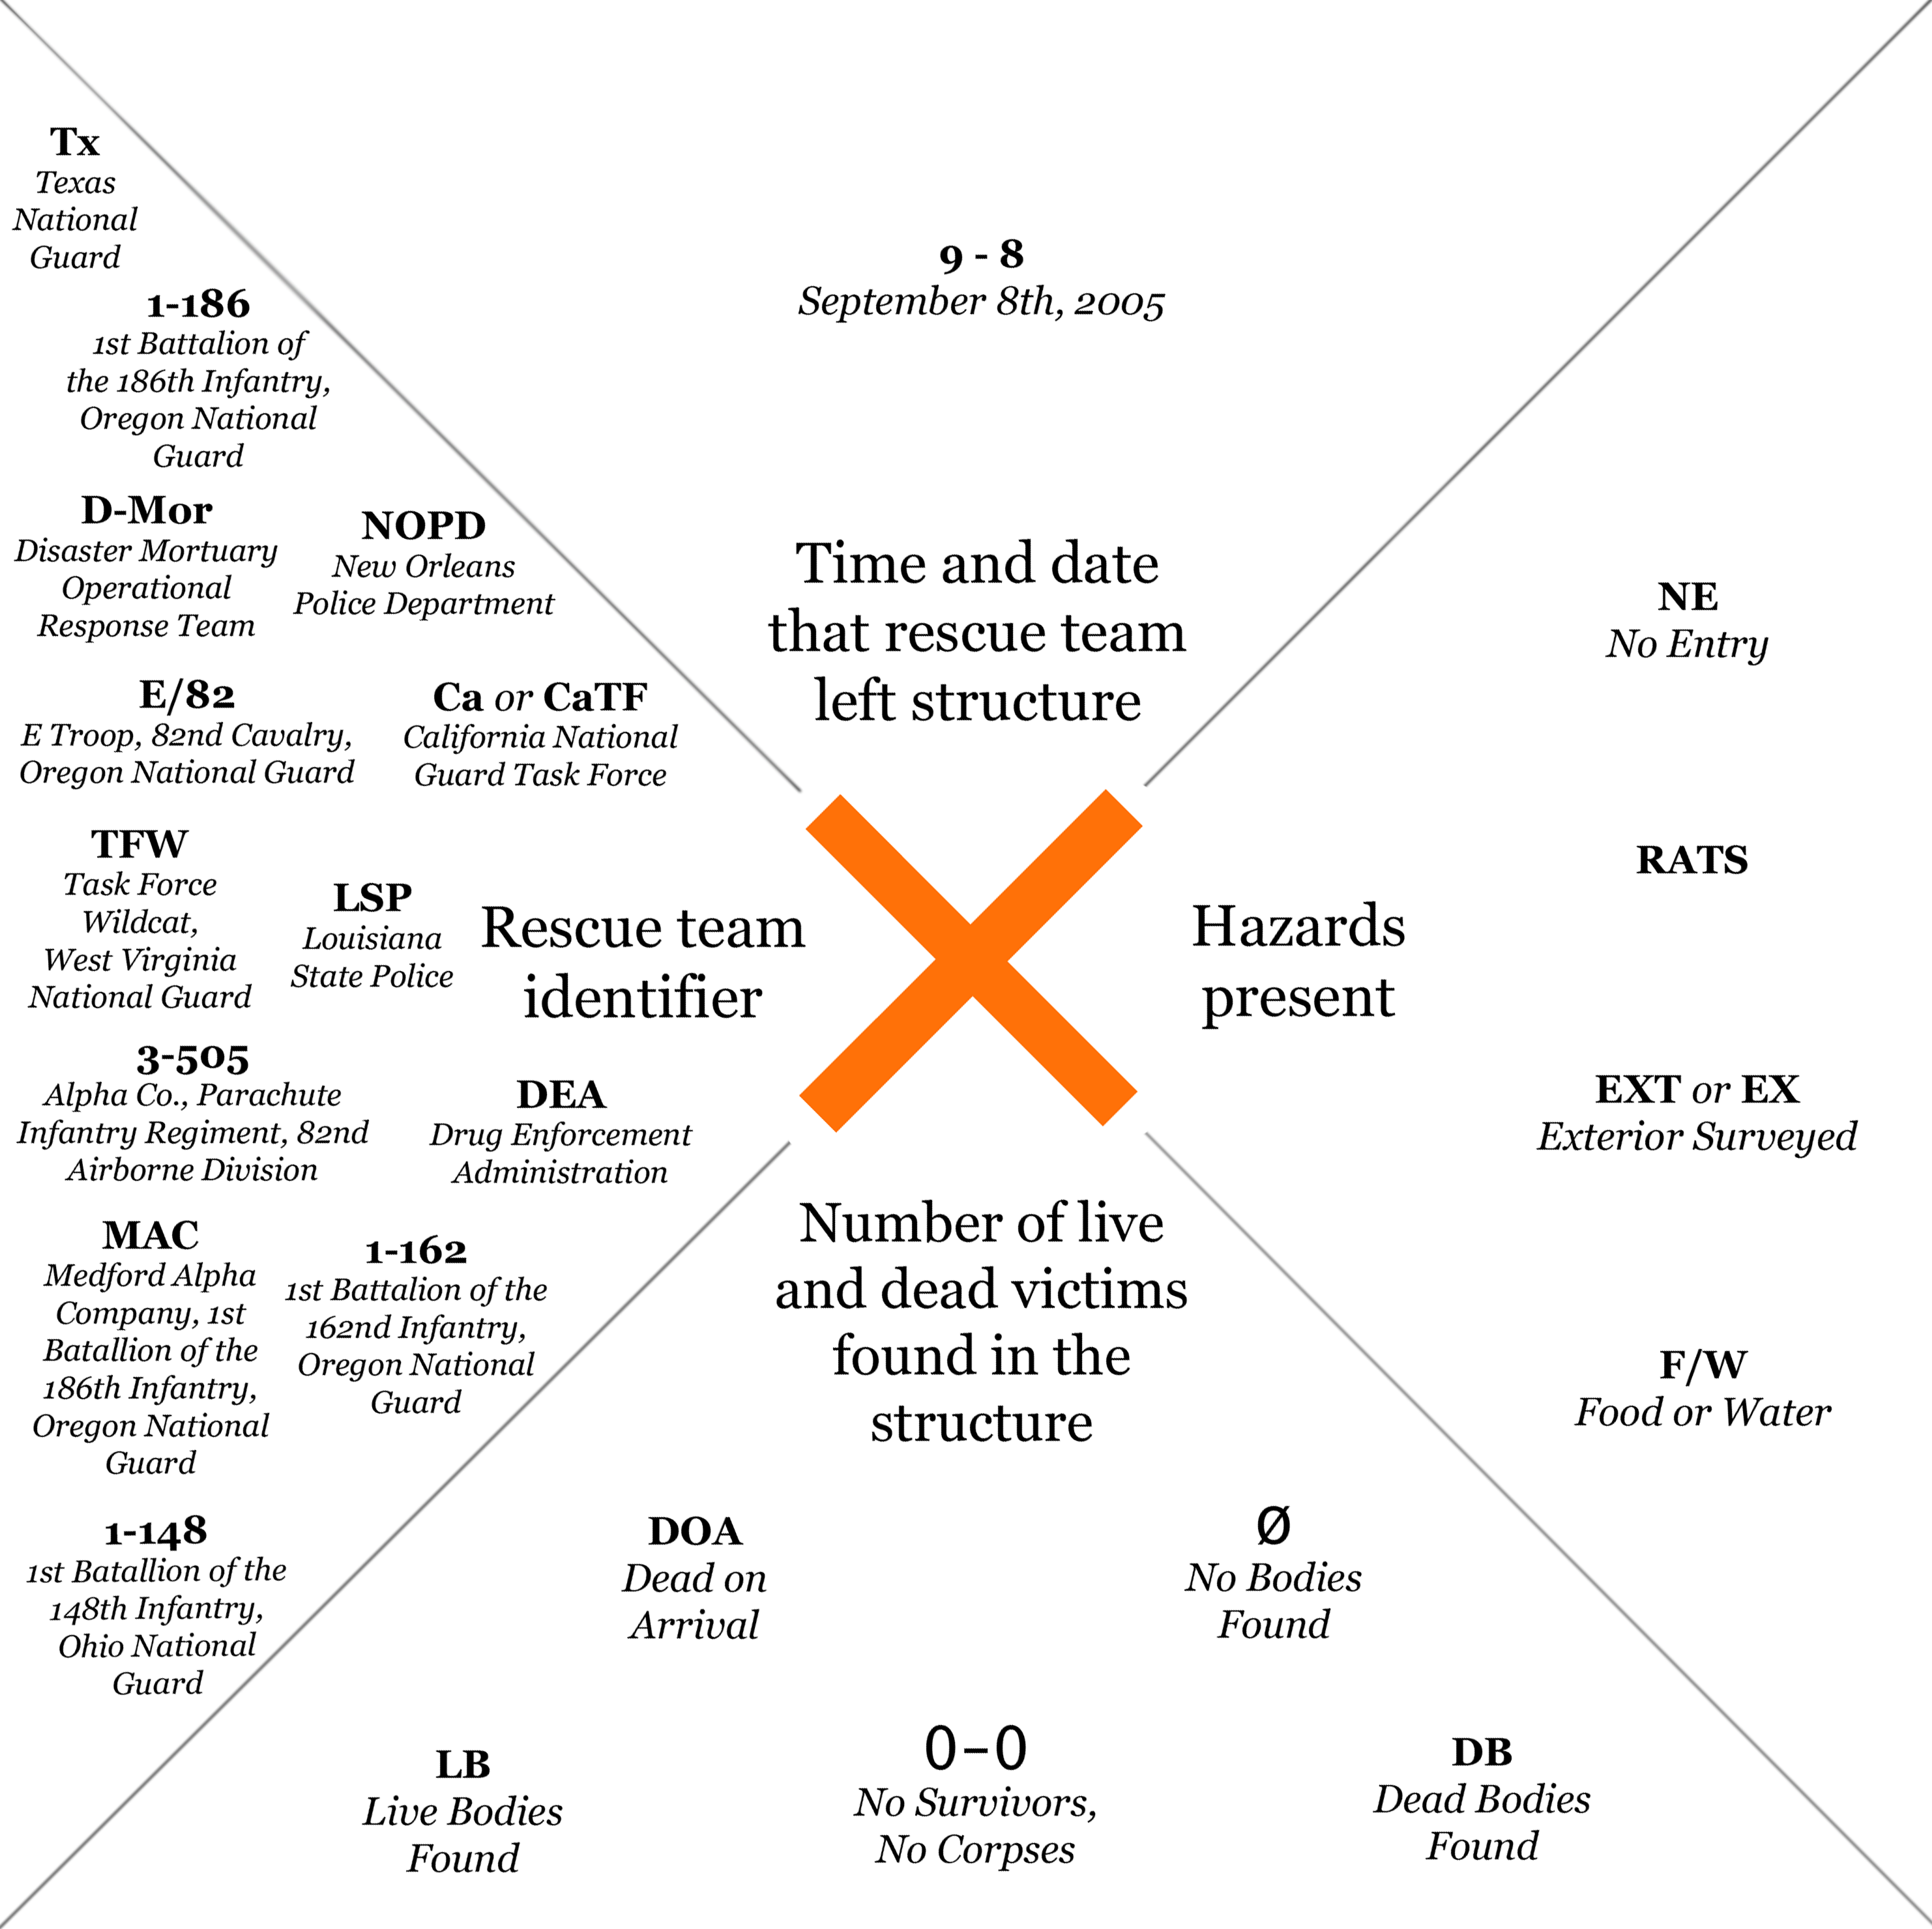 9 - 8
September 8th, 2005
Time and date
that rescue team
left structure
Tx
Texas
National
Guard
1-186
1st Battalion of
the 186th Infantry,
Oregon National
Guard
D-Mor
Disaster Mortuary
Operational
Response Team
NOPD
New Orleans
Police Department
E/82
E Troop, 82nd Cavalry,
Oregon National Guard
Ca or CaTF
California National
Guard Task Force
TFW
Task Force
Wildcat,
West Virginia
National Guard
LSP
Louisiana
State Police
Rescue team
identifier
3-505
Alpha Co., Parachute
Infantry Regiment, 82nd
Airborne Division
DEA
Drug Enforcement
Administration
MAC
Medford Alpha
Company, 1st
Batallion of the
186th Infantry,
Oregon National
Guard
1-162
1st Battalion of the
162nd Infantry,
Oregon National
Guard
1-148
1st Batallion of the
148th Infantry,
Ohio National
Guard
Hazards
present
NE
No Entry
RATS
EXT or EX
Exterior Surveyed
F/W
Food or Water
Number of live
and dead victims
found in the
structure
DOA
Dead on
Arrival
Ø
No Bodies
Found
LB
Live Bodies
Found
0–0
No Survivors,
No Corpses
DB
Dead Bodies
Found